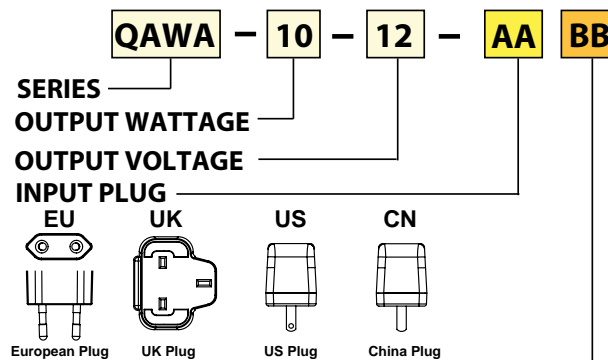 QAWA – 10 – 12 – AA BB
SERIES
OUTPUT WATTAGE
OUTPUT VOLTAGE
INPUT PLUG
EU UK US CN
European Plug UK Plug US Plug China Plug